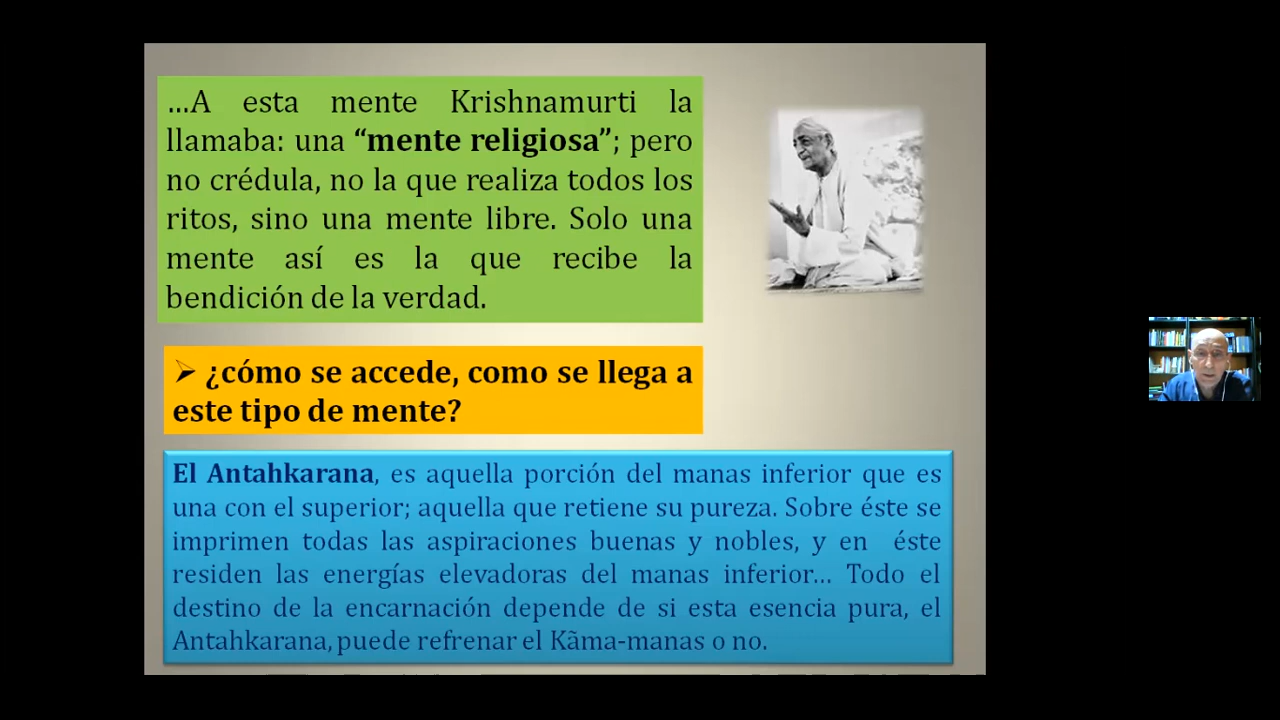 …A esta mente Krishnamurti la
llamaba: una “mente religiosa”; pero
no crédula, no la que realiza todos los
ritos, sino una mente libre. Solo una
mente así es la que recibe la
bendición de la verdad.
➢ ¿cómo se accede, como se llega a
este tipo de mente?
El Antahkarana, es aquella porción del manas inferior que es
una con el superior; aquella que retiene su pureza. Sobre éste se
imprimen todas las aspiraciones buenas y nobles, y en éste
residen las energías elevadoras del manas inferior… Todo el
destino de la encarnación depende de si esta esencia pura, el
Antahkarana, puede refrenar el Kãma-manas o no.